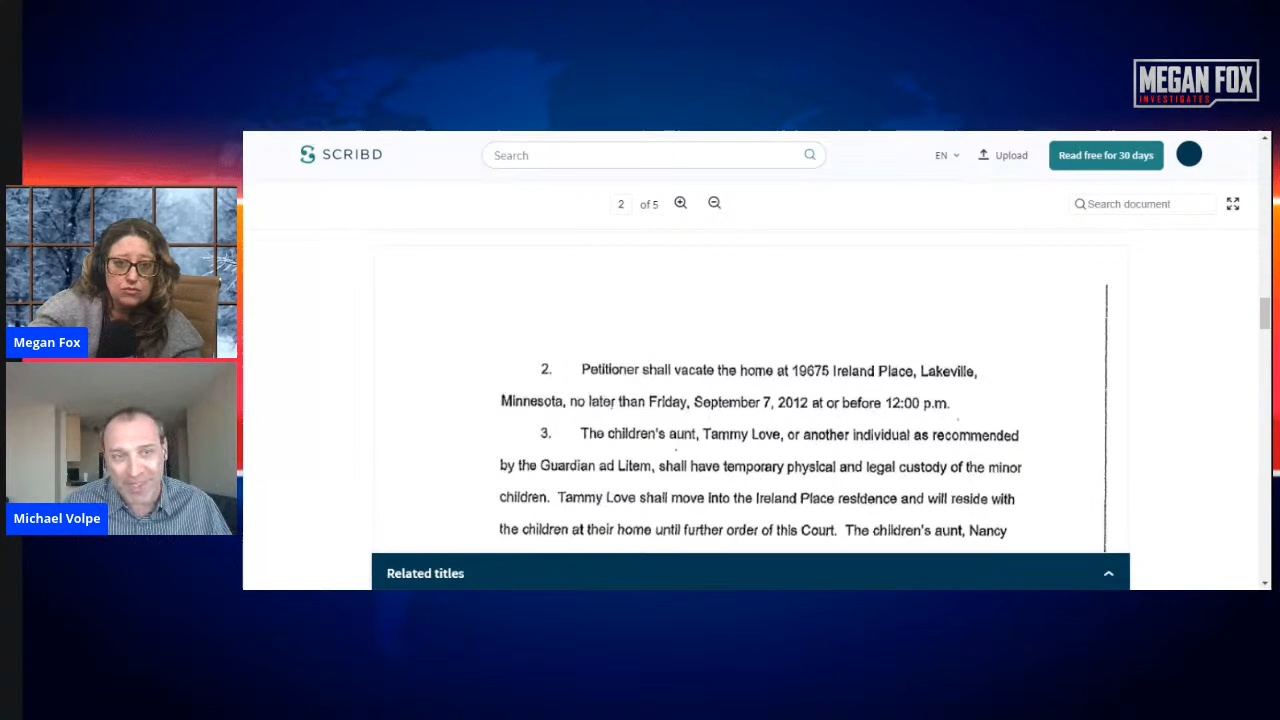 MEGAN FOX
INVESTIGATES
SCRIBD
Search
EN
Upload
Read free for 30 days
2 of 5
Search document
2. Petitioner shall vacate the home at 19675 Ireland Place, Lakeville,
Minnesota, no later than Friday, September 7, 2012 at or before 12:00 p.m.
3. The children's aunt, Tammy Love, or another individual as recommended
by the Guardian ad Litem, shall have temporary physical and legal custody of the minor
children. Tammy Love shall move into the Ireland Place residence and will reside with
the children at their home until further order of this Court. The children's aunt, Nancy
Related titles
Megan Fox
Michael Volpe